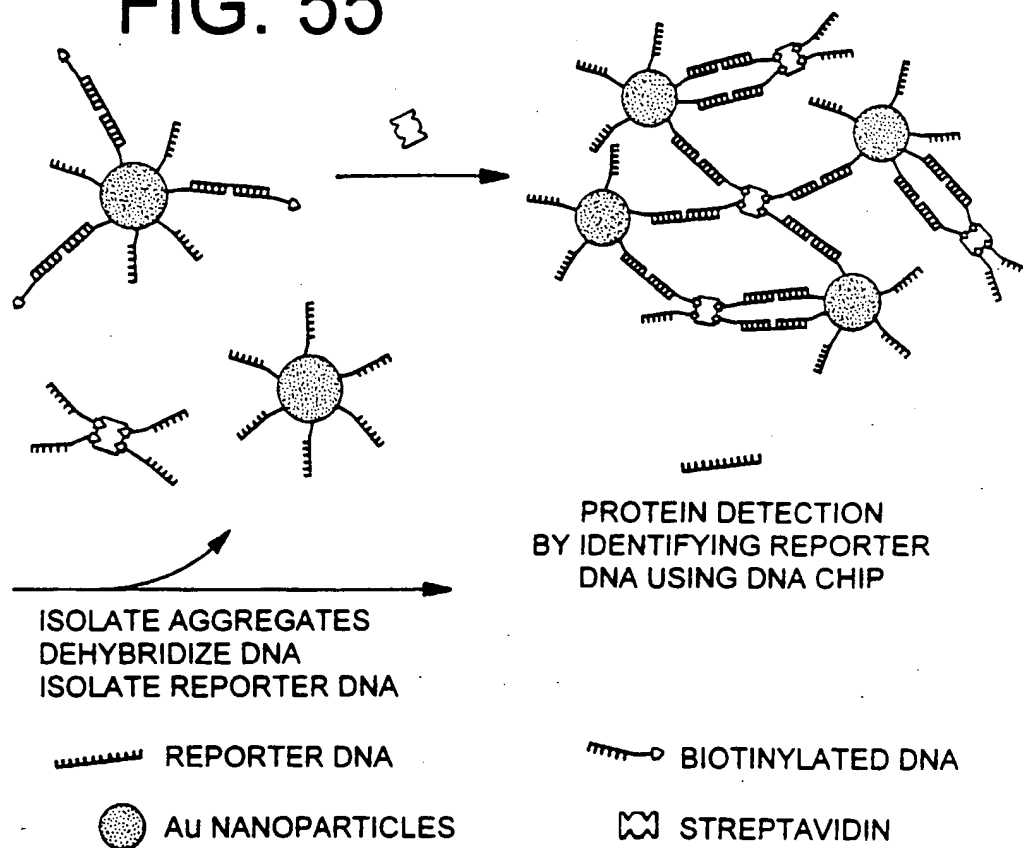 FIG. 55
PROTEIN DETECTION
BY IDENTIFYING REPORTER
DNA USING DNA CHIP
ISOLATE AGGREGATES
DEHYBRIDIZE DNA
ISOLATE REPORTER DNA
REPORTER DNA
BIOTINYLATED DNA
Au NANOPARTICLES
STREPTAVIDIN